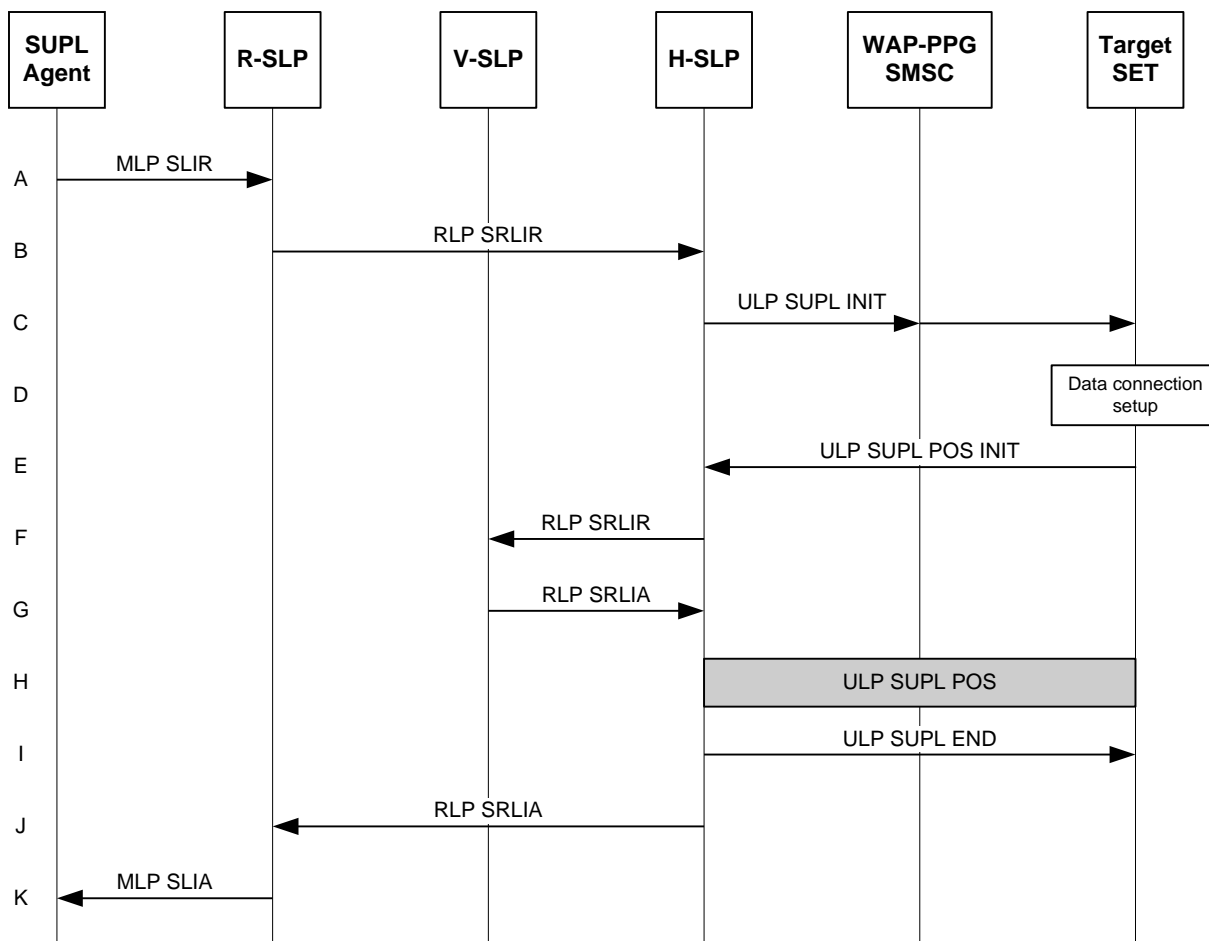 SUPL
Agent
R-SLP
V-SLP
H-SLP
WAP-PPG
SMSC
Target
SET
A
MLP SLIR
B
RLP SRLIR
C
ULP SUPL INIT
D
Data connection
setup
E
ULP SUPL POS INIT
F
RLP SRLIR
G
RLP SRLIA
H
ULP SUPL POS
I
ULP SUPL END
J
RLP SRLIA
K
MLP SLIA